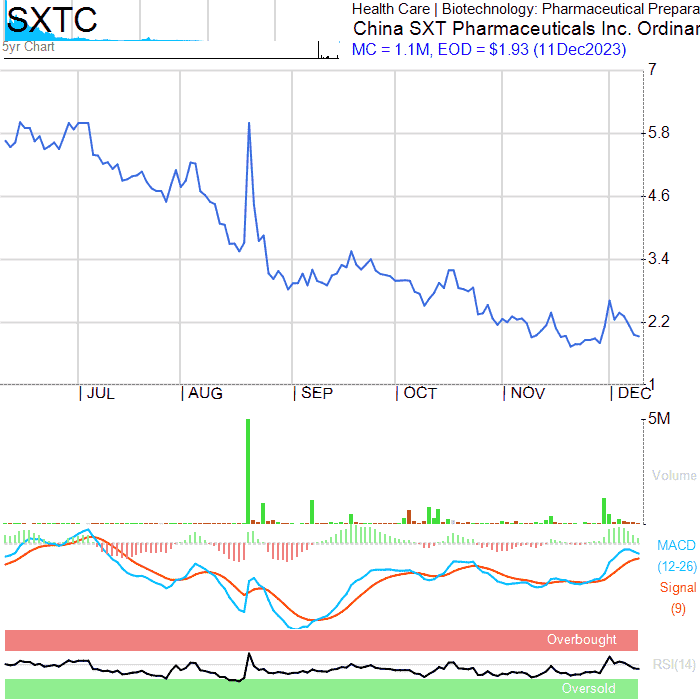 SXTC
Health Care | Biotechnology: Pharmaceutical Prepara
China SXT Pharmaceuticals Inc. Ordinar
5yr Chart
MC = 1.1M, EOD = $1.93 (11Dec2023)
7
5.8
4.6
3.4
2.2
1
JUL
AUG
SEP
OCT
NOV
DEC
5M
Volume
MACD
(12-26)
Signal
(9)
Overbought
RSI(14)
Oversold